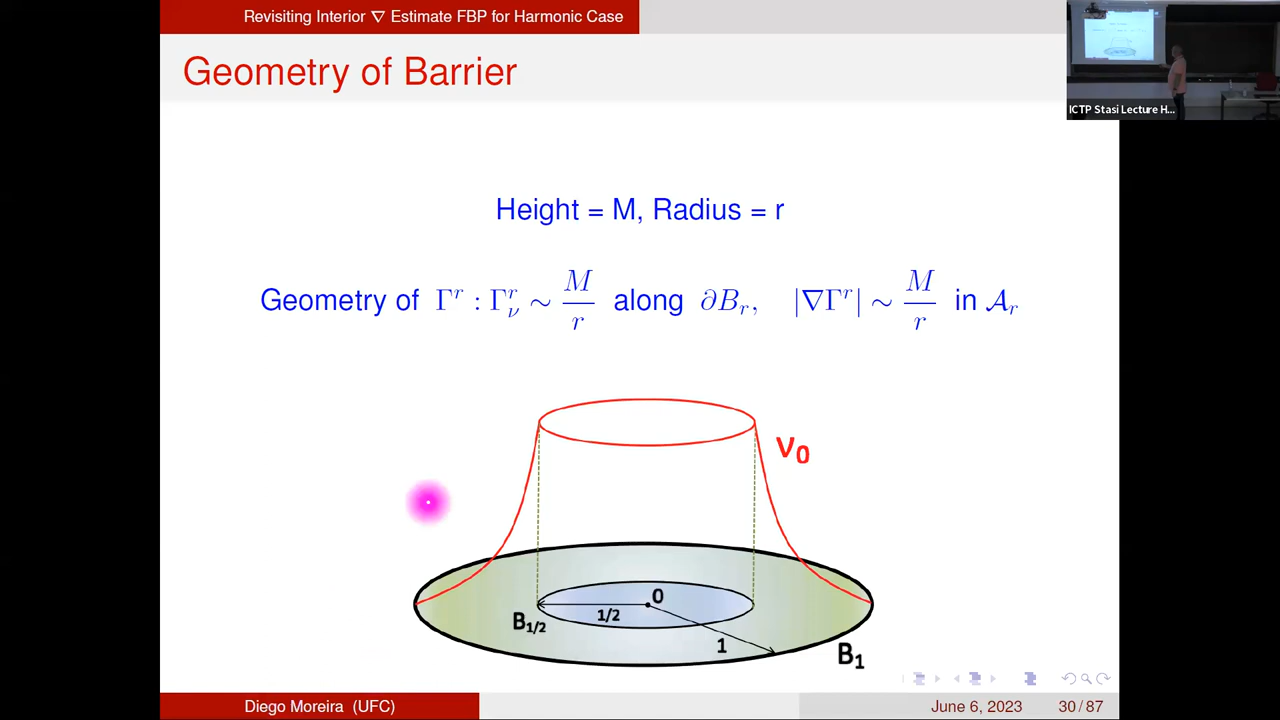 Revisiting Interior ∇ Estimate FBP for Harmonic Case
Geometry of Barrier
ICTP Stasi Lecture H...
Height = M, Radius = r
Geometry of Γ^r : Γ^r_ν ∼ M/r along ∂B_r, |∇Γ^r| ∼ M/r in 𝒜_r
ν₀
0
B₁/₂
1/2
1
B₁
Diego Moreira (UFC)
June 6, 2023
30 / 87